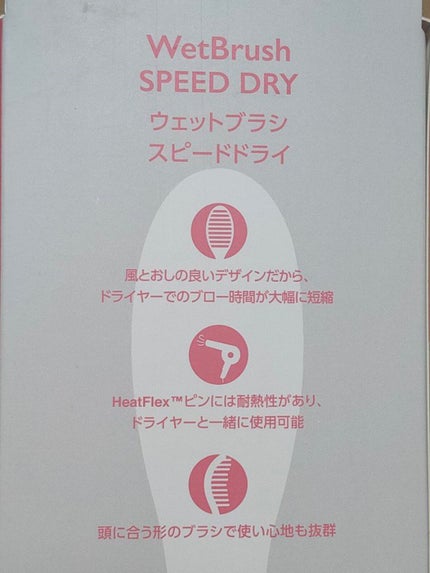 WetBrush
SPEED DRY
ウェットブラシ
スピードドライ
風とおしの良いデザインだから、
ドライヤーでのブロー時間が大幅に短縮
HeatFlex™ピンには耐熱性があり、
ドライヤーと一緒に使用可能
頭に合う形のブラシで使い心地も抜群